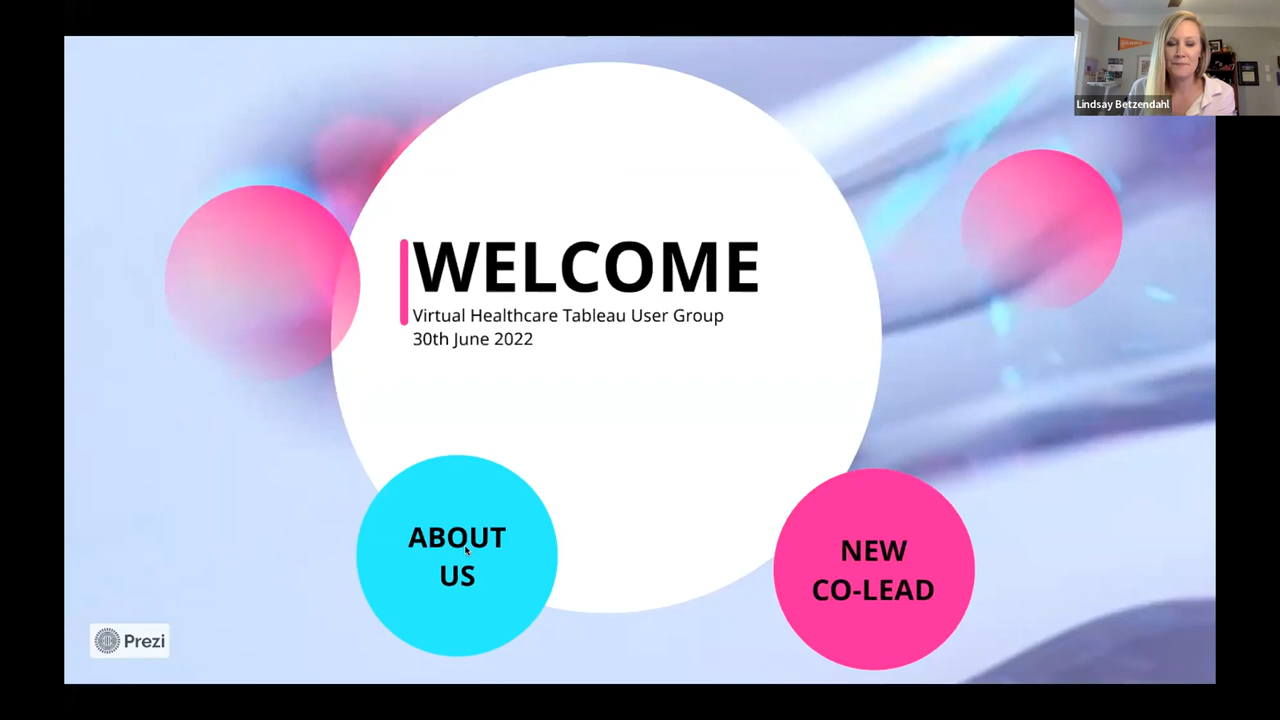 Lindsay Betzendahl
WELCOME
Virtual Healthcare Tableau User Group
30th June 2022
ABOUT
US
NEW
CO-LEAD
Prezi